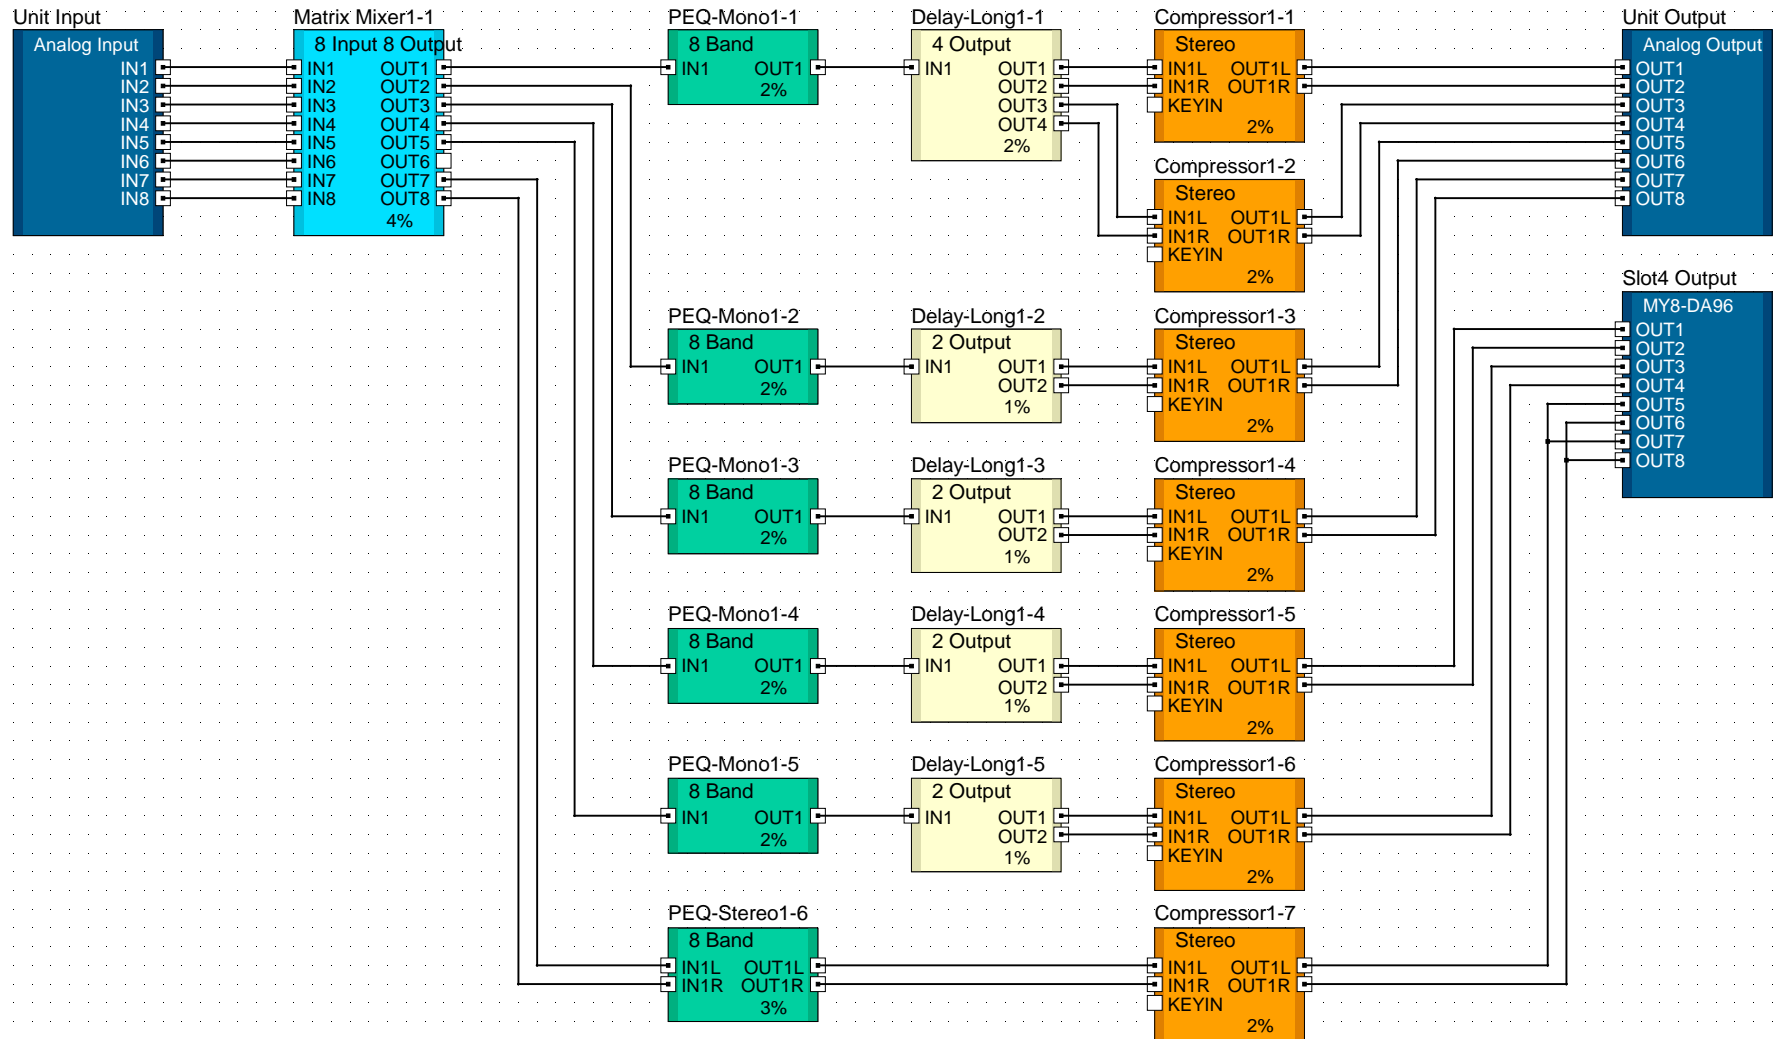 Unit Input
Analog Input
IN1
IN2
IN3
IN4
IN5
IN6
IN7
IN8
Matrix Mixer1-1
8 Input 8 Output
IN1 OUT1
IN2 OUT2
IN3 OUT3
IN4 OUT4
IN5 OUT5
IN6 OUT6
IN7 OUT7
IN8 OUT8
4%
PEQ-Mono1-1
8 Band
IN1 OUT1
2%
Delay-Long1-1
4 Output
IN1 OUT1
OUT2
OUT3
OUT4
2%
Compressor1-1
Stereo
IN1L OUT1L
IN1R OUT1R
KEYIN
2%
Compressor1-2
Stereo
IN1L OUT1L
IN1R OUT1R
KEYIN
2%
Unit Output
Analog Output
OUT1
OUT2
OUT3
OUT4
OUT5
OUT6
OUT7
OUT8
Slot4 Output
MY8-DA96
OUT1
OUT2
OUT3
OUT4
OUT5
OUT6
OUT7
OUT8
PEQ-Mono1-2
8 Band
IN1 OUT1
2%
Delay-Long1-2
2 Output
IN1 OUT1
OUT2
1%
Compressor1-3
Stereo
IN1L OUT1L
IN1R OUT1R
KEYIN
2%
PEQ-Mono1-3
8 Band
IN1 OUT1
2%
Delay-Long1-3
2 Output
IN1 OUT1
OUT2
1%
Compressor1-4
Stereo
IN1L OUT1L
IN1R OUT1R
KEYIN
2%
PEQ-Mono1-4
8 Band
IN1 OUT1
2%
Delay-Long1-4
2 Output
IN1 OUT1
OUT2
1%
Compressor1-5
Stereo
IN1L OUT1L
IN1R OUT1R
KEYIN
2%
PEQ-Mono1-5
8 Band
IN1 OUT1
2%
Delay-Long1-5
2 Output
IN1 OUT1
OUT2
1%
Compressor1-6
Stereo
IN1L OUT1L
IN1R OUT1R
KEYIN
2%
PEQ-Stereo1-6
8 Band
IN1L OUT1L
IN1R OUT1R
3%
Compressor1-7
Stereo
IN1L OUT1L
IN1R OUT1R
KEYIN
2%